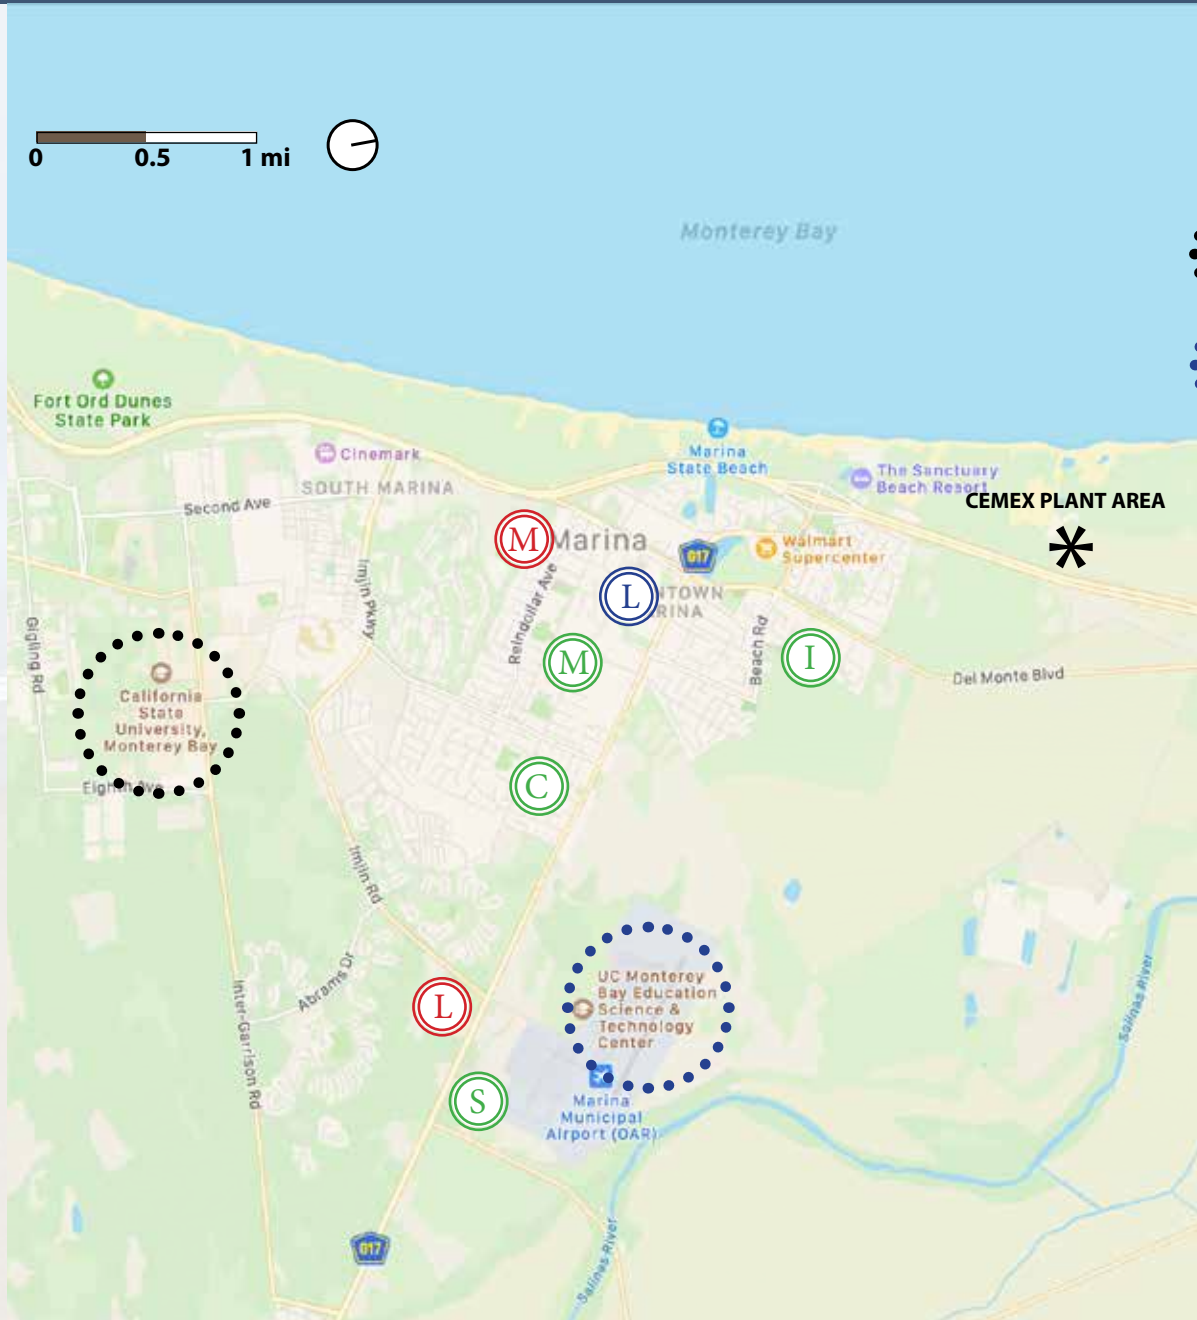 0 0.5 1 mi
Monterey Bay
Fort Ord Dunes
State Park
Cinemark
SOUTH MARINA
Second Ave
Marina
State Beach
The Sanctuary
Beach Resort
CEMEX PLANT AREA
M
Marina
017
Walmart
Supercenter
L
NTOWN
RINA
Imjin Pkwy
Reindollar Ave
M
Beach Rd
I
Del Monte Blvd
Gigling Rd
California
State
University,
Monterey Bay
Eighth Ave
C
Imjin Rd
Abrams Dr
Inter-Garrison Rd
L
UC Monterey
Bay Education
Science &
Technology
Center
S
Marina
Municipal
Airport (OAR)
Salinas River
Salinas River
017